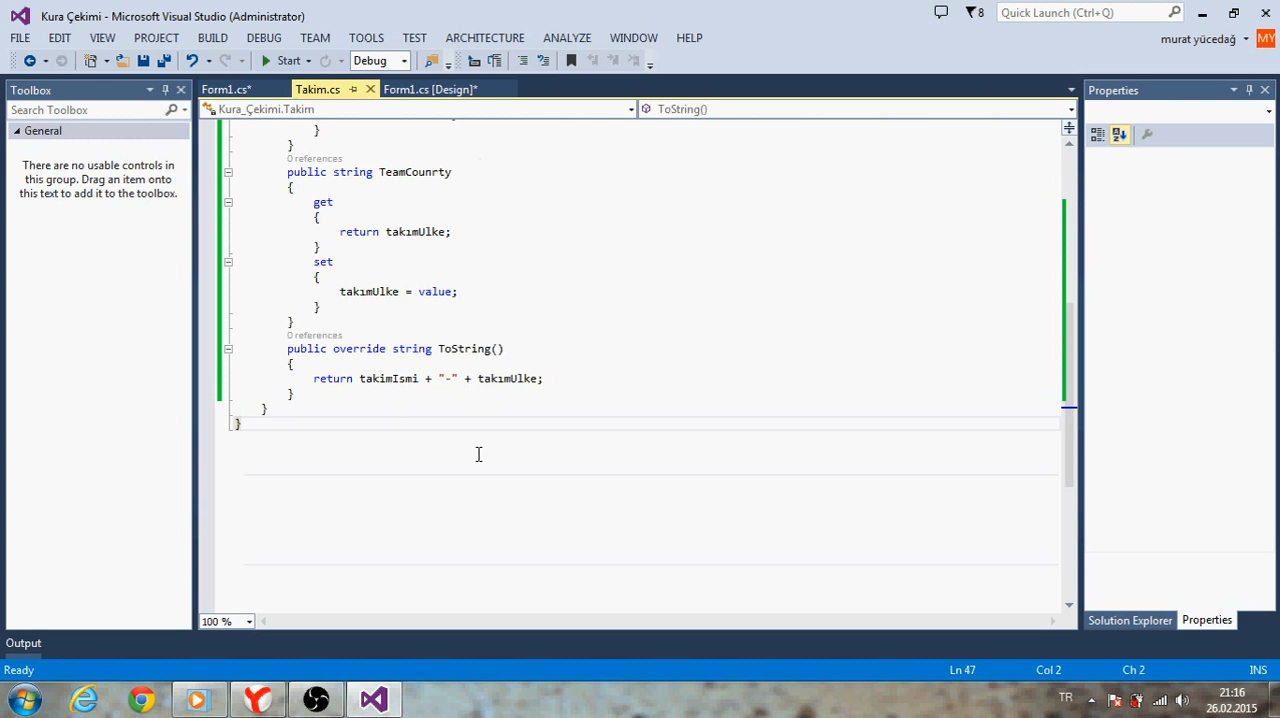 Kura Çekimi - Microsoft Visual Studio (Administrator)
8
Quick Launch (Ctrl+Q)
FILE EDIT VIEW PROJECT BUILD DEBUG TEAM TOOLS TEST ARCHITECTURE ANALYZE WINDOW HELP
murat yücedağ
MY
Start
Debug
Toolbox
Search Toolbox
General
There are no usable controls in
this group. Drag an item onto
this text to add it to the toolbox.
Form1.cs*
Takim.cs
Form1.cs [Design]*
Kura_Çekimi.Takim
ToString()
}
}
0 references
public string TeamCounrty
{
get
{
return takımUlke;
}
set
{
takımUlke = value;
}
}
0 references
public override string ToString()
{
return takimIsmi + "-" + takımUlke;
}
}
}
100 %
Properties
Solution Explorer
Properties
Output
Ready
Ln 47
Col 2
Ch 2
INS
TR
21:16
26.02.2015